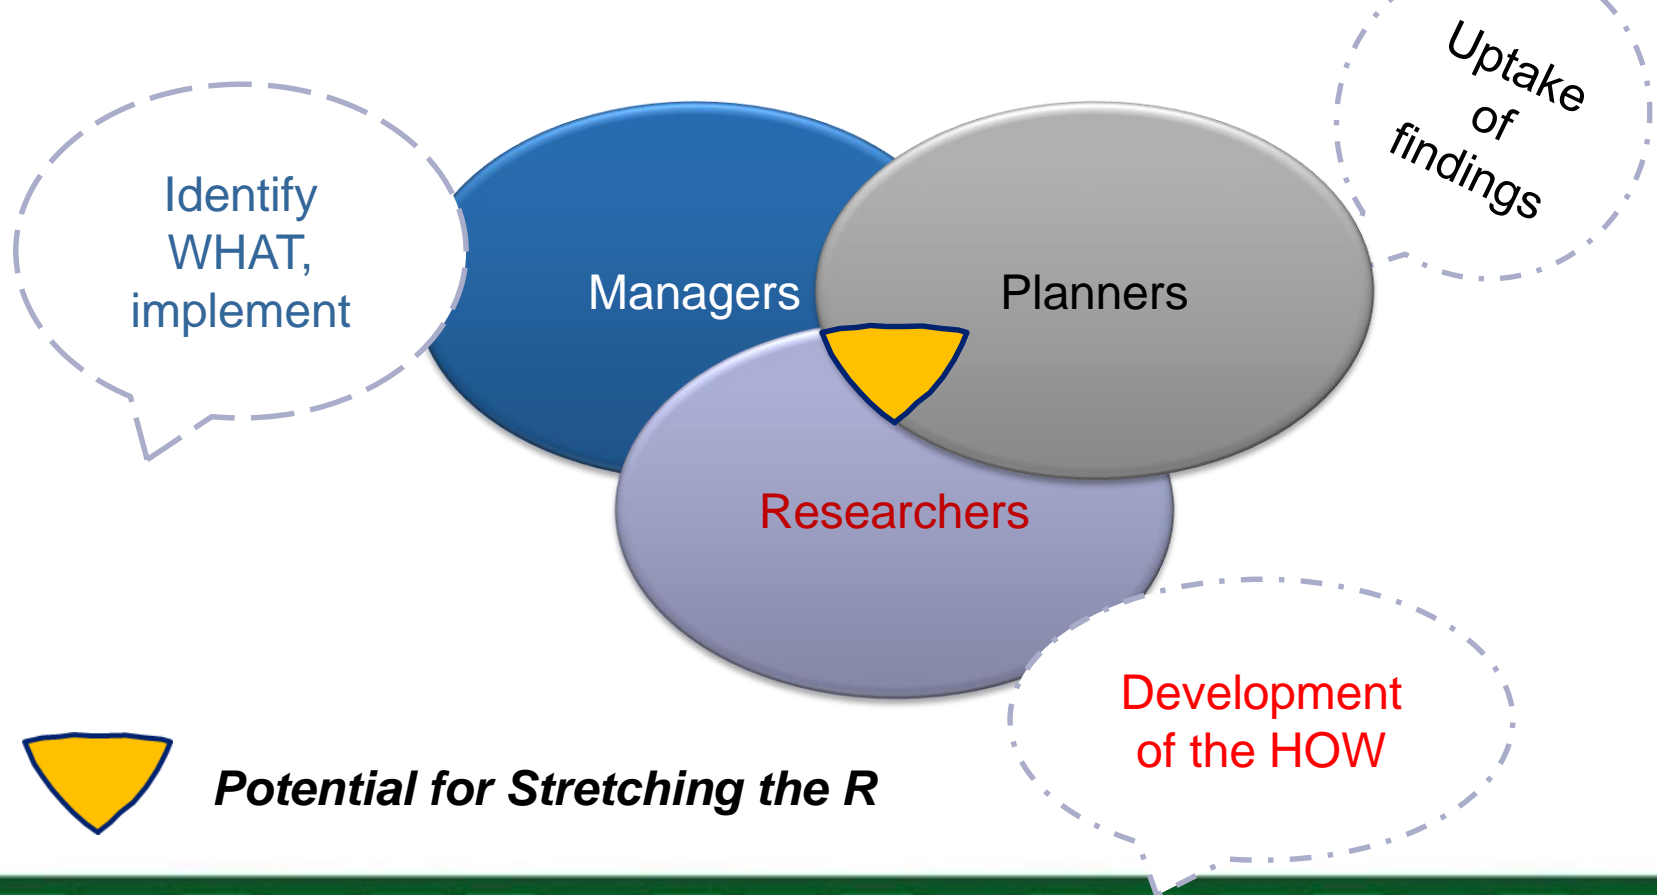 Uptake
of
findings
Identify
WHAT,
implement
Managers
Planners
Researchers
Development
of the HOW
Potential for Stretching the R